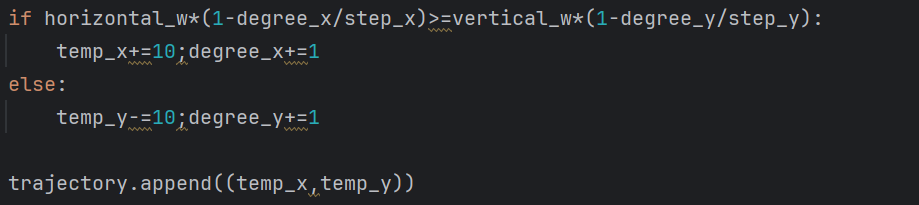 if horizontal_w*(1-degree_x/step_x)>=vertical_w*(1-degree_y/step_y):
    temp_x+=10;degree_x+=1
else:
    temp_y-=10;degree_y+=1
trajectory.append((temp_x,temp_y))